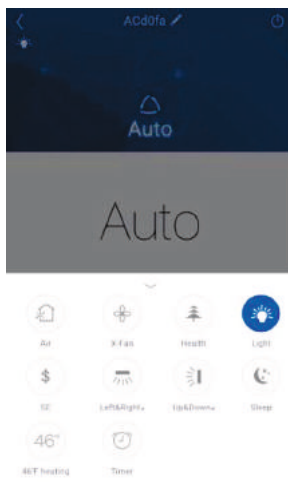 ACd0fa
Auto
Auto
Air X-Fan Health Light
$
SE Left&Right Up&Down Sleep
46°
46℉ heating Timer